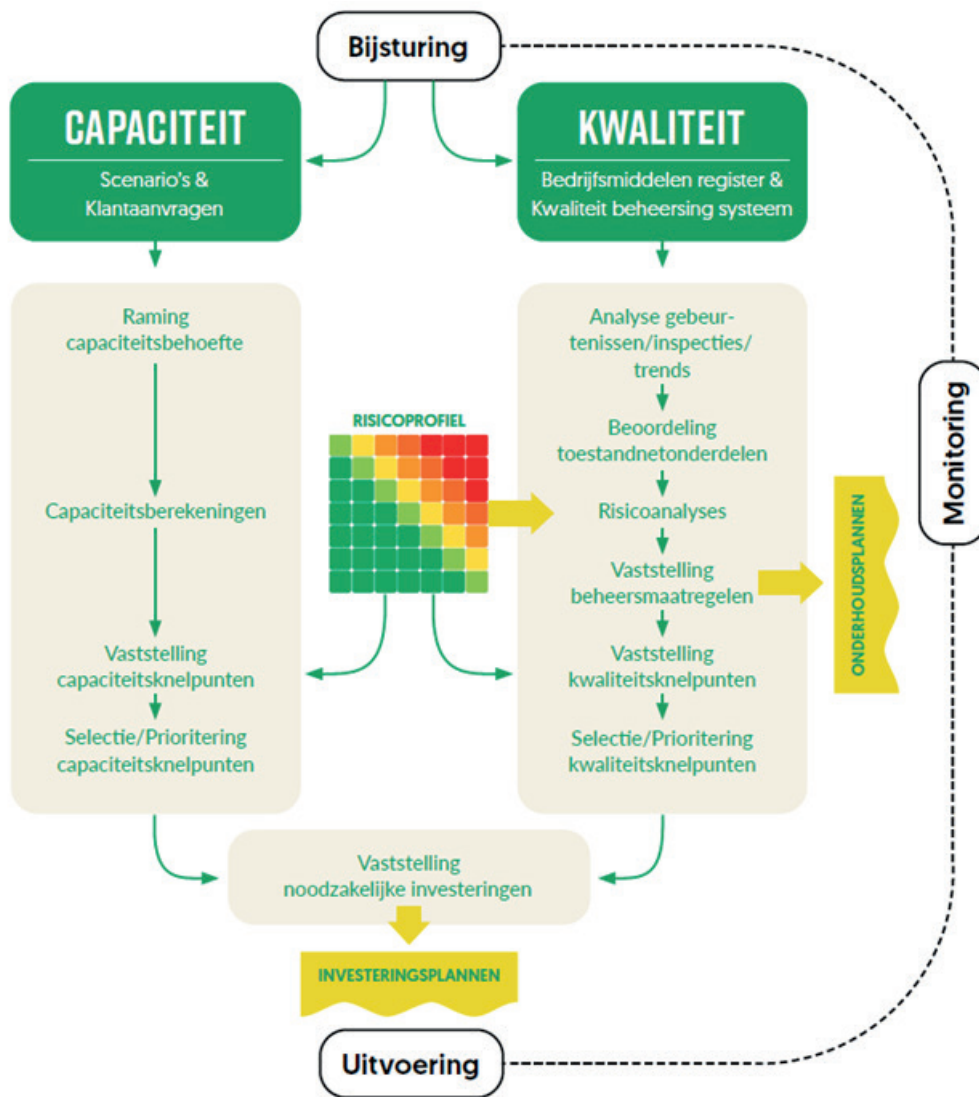 Bijsturing
CAPACITEIT
Scenario's &
Klantaanvragen
KWALITEIT
Bedrijfsmiddelen register &
Kwaliteit beheersing systeem
Raming
capaciteitsbehoefte
Capaciteitsberekeningen
Vaststelling
capaciteitsknelpunten
Selectie/Prioritering
capaciteitsknelpunten
RISICOPROFIEL
Analyse gebeur-
tenissen/inspecties/
trends
Beoordeling
toestandnetonderdelen
Risicoanalyses
Vaststelling
beheersmaatregelen
Vaststelling
kwaliteitsknelpunten
Selectie/Prioritering
kwaliteitsknelpunten
ONDERHOUDSPLANNEN
Monitoring
Vaststelling
noodzakelijke investeringen
INVESTERINGSPLANNEN
Uitvoering